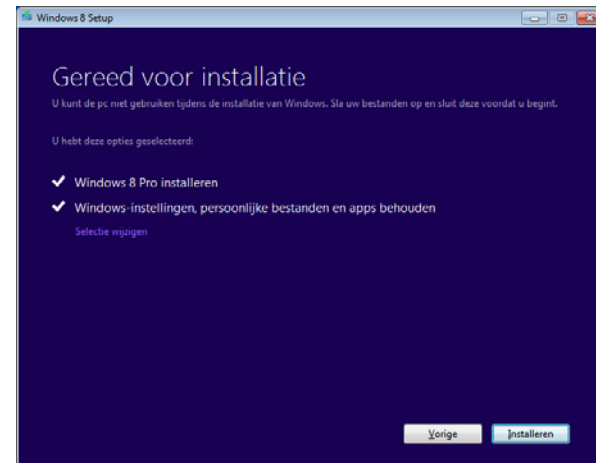 Windows 8 Setup
Gereed voor installatie
U kunt de pc niet gebruiken tijdens de installatie van Windows. Sla uw bestanden op en sluit deze voordat u begint.
U hebt deze opties geselecteerd:
Windows 8 Pro installeren
Windows-instellingen, persoonlijke bestanden en apps behouden
Selectie wijzigen
Vorige
Installeren